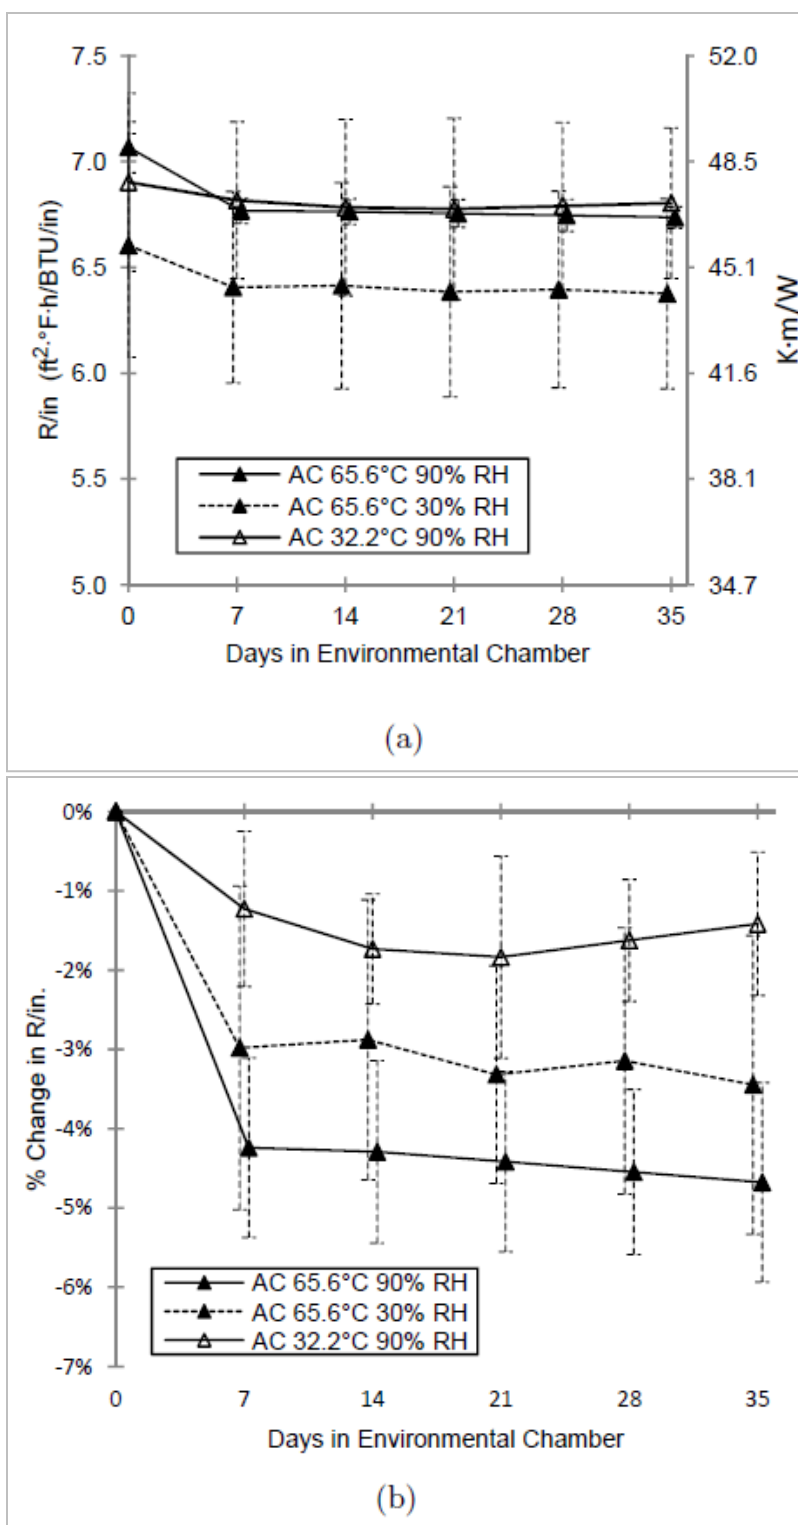 7.5
7.0
6.5
6.0
5.5
5.0
R/in (ft²·°F·h/BTU/in)
52.0
48.5
45.1
41.6
38.1
34.7
K·m/W
AC 65.6°C 90% RH
AC 65.6°C 30% RH
AC 32.2°C 90% RH
0 7 14 21 28 35
Days in Environmental Chamber
(a)
0%
-1%
-2%
-3%
-4%
-5%
-6%
-7%
% Change in R/in.
AC 65.6°C 90% RH
AC 65.6°C 30% RH
AC 32.2°C 90% RH
0 7 14 21 28 35
Days in Environmental Chamber
(b)